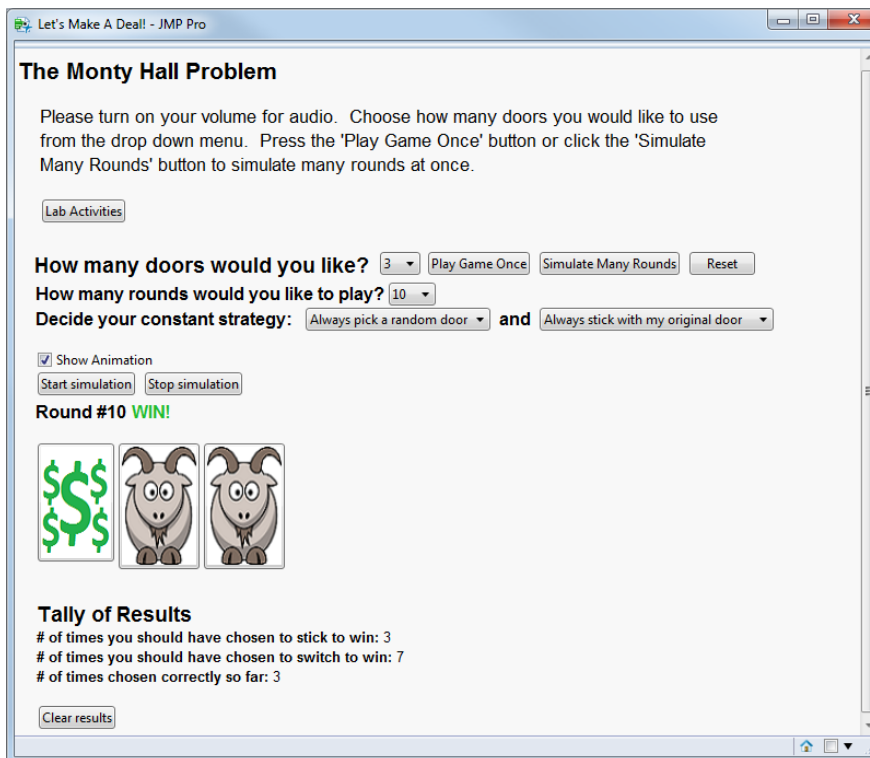 Let's Make A Deal! - JMP Pro
The Monty Hall Problem
Please turn on your volume for audio.  Choose how many doors you would like to use
from the drop down menu.  Press the 'Play Game Once' button or click the 'Simulate
Many Rounds' button to simulate many rounds at once.
Lab Activities
How many doors would you like? 3 Play Game Once Simulate Many Rounds Reset
How many rounds would you like to play? 10
Decide your constant strategy: Always pick a random door and Always stick with my original door
Show Animation
Start simulation Stop simulation
Round #10 WIN!
$ $ $ $ $
Tally of Results
# of times you should have chosen to stick to win: 3
# of times you should have chosen to switch to win: 7
# of times chosen correctly so far: 3
Clear results